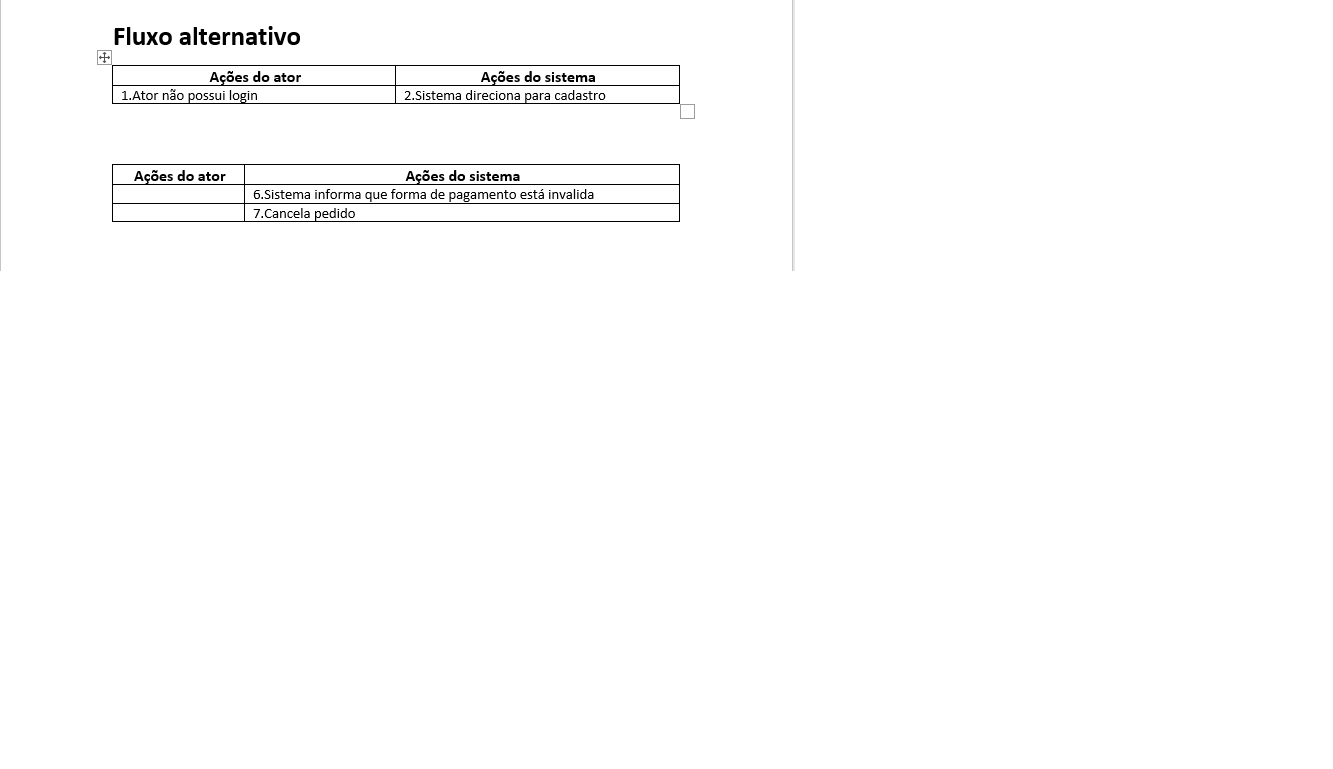 Fluxo alternativo
Ações do ator Ações do sistema
1.Ator não possui login 2.Sistema direciona para cadastro
Ações do ator Ações do sistema
6.Sistema informa que forma de pagamento está invalida
7.Cancela pedido